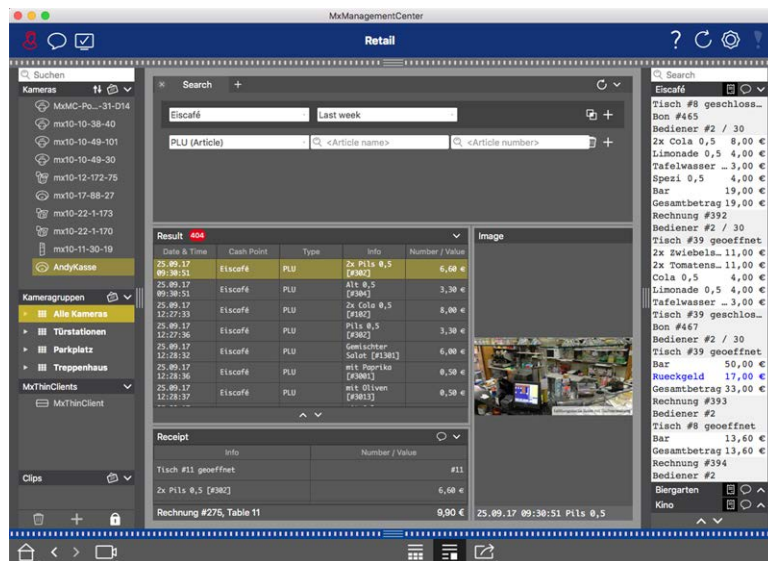 MxManagementCenter
Retail
Suchen
Kameras
MxMC-Po...-31-D14
mx10-10-38-40
mx10-10-49-101
mx10-10-49-30
mx10-12-172-75
mx10-17-88-27
mx10-22-1-173
mx10-22-1-170
mx10-11-30-19
AndyKasse
Kameragruppen
Alle Kameras
Türstationen
Parkplatz
Treppenhaus
MxThinClients
MxThinClient
Clips
Search
Eiscafé Last week
PLU (Article) <Article name> <Article number>
Result 404
Date & Time Cash Point Type Info Number / Value
25.09.17 09:30:51 Eiscafé PLU 2x Pils 0,5 [#302] 6,60 €
25.09.17 09:30:51 Eiscafé PLU Alt 0,5 [#304] 3,30 €
25.09.17 12:27:33 Eiscafé PLU 2x Cola 0,5 [#102] 8,00 €
25.09.17 12:27:36 Eiscafé PLU Pils 0,5 [#302] 3,30 €
25.09.17 12:28:32 Eiscafé PLU Gemischter Salat [#1301] 6,00 €
25.09.17 12:28:36 Eiscafé PLU mit Paprika [#3001] 0,50 €
25.09.17 12:28:37 Eiscafé PLU mit Oliven [#3013] 0,50 €
Receipt
Info Number / Value
Tisch #11 geoeffnet #11
2x Pils 0,5 [#302] 6,60 €
Rechnung #275, Table 11 9,90 €
Image
25.09.17 09:30:51 Pils 0,5
Search
Eiscafé
Tisch #8 geschloss…
Bon #465
Bediener #2 / 30
2x Cola 0,5 8,00 €
Limonade 0,5 4,00 €
Tafelwasser … 3,00 €
Spezi 0,5 4,00 €
Bar 19,00 €
Gesamtbetrag 19,00 €
Rechnung #392
Bediener #2 / 30
Tisch #39 geoeffnet
2x Zwiebels… 11,00 €
2x Tomatens… 11,00 €
Cola 0,5 4,00 €
Limonade 0,5 4,00 €
Tafelwasser … 3,00 €
Tisch #39 geschlos…
Bon #467
Bediener #2 / 30
Tisch #39 geoeffnet
Bar 50,00 €
Rueckgeld 17,00 €
Gesamtbetrag 33,00 €
Rechnung #393
Bediener #2
Tisch #8 geoeffnet
Bar 13,60 €
Gesamtbetrag 13,60 €
Rechnung #394
Bediener #2
Biergarten
Kino